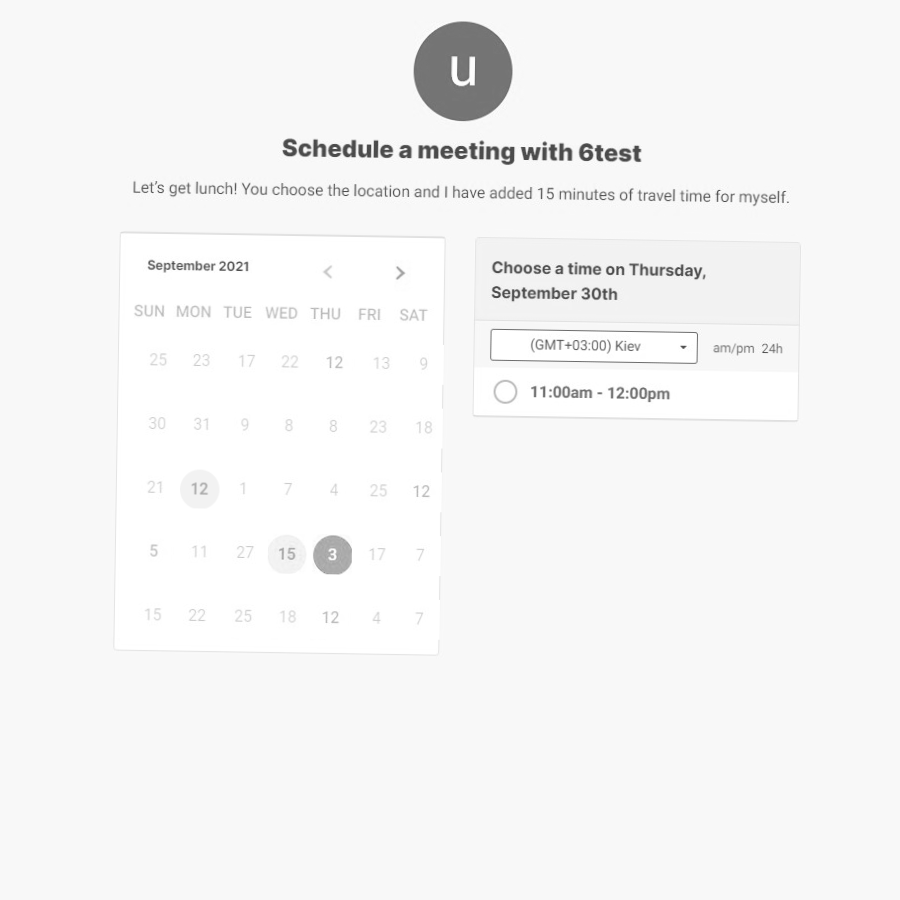 u
Schedule a meeting with 6test
Let's get lunch! You choose the location and I have added 15 minutes of travel time for myself.
September 2021
SUN MON TUE WED THU FRI SAT
25 23 17 22 12 13 9
30 31 9 8 8 23 18
21 12 1 7 4 25 12
5 11 27 15 3 17 7
15 22 25 18 12 4 7
Choose a time on Thursday,
September 30th
(GMT+03:00) Kiev am/pm 24h
11:00am - 12:00pm